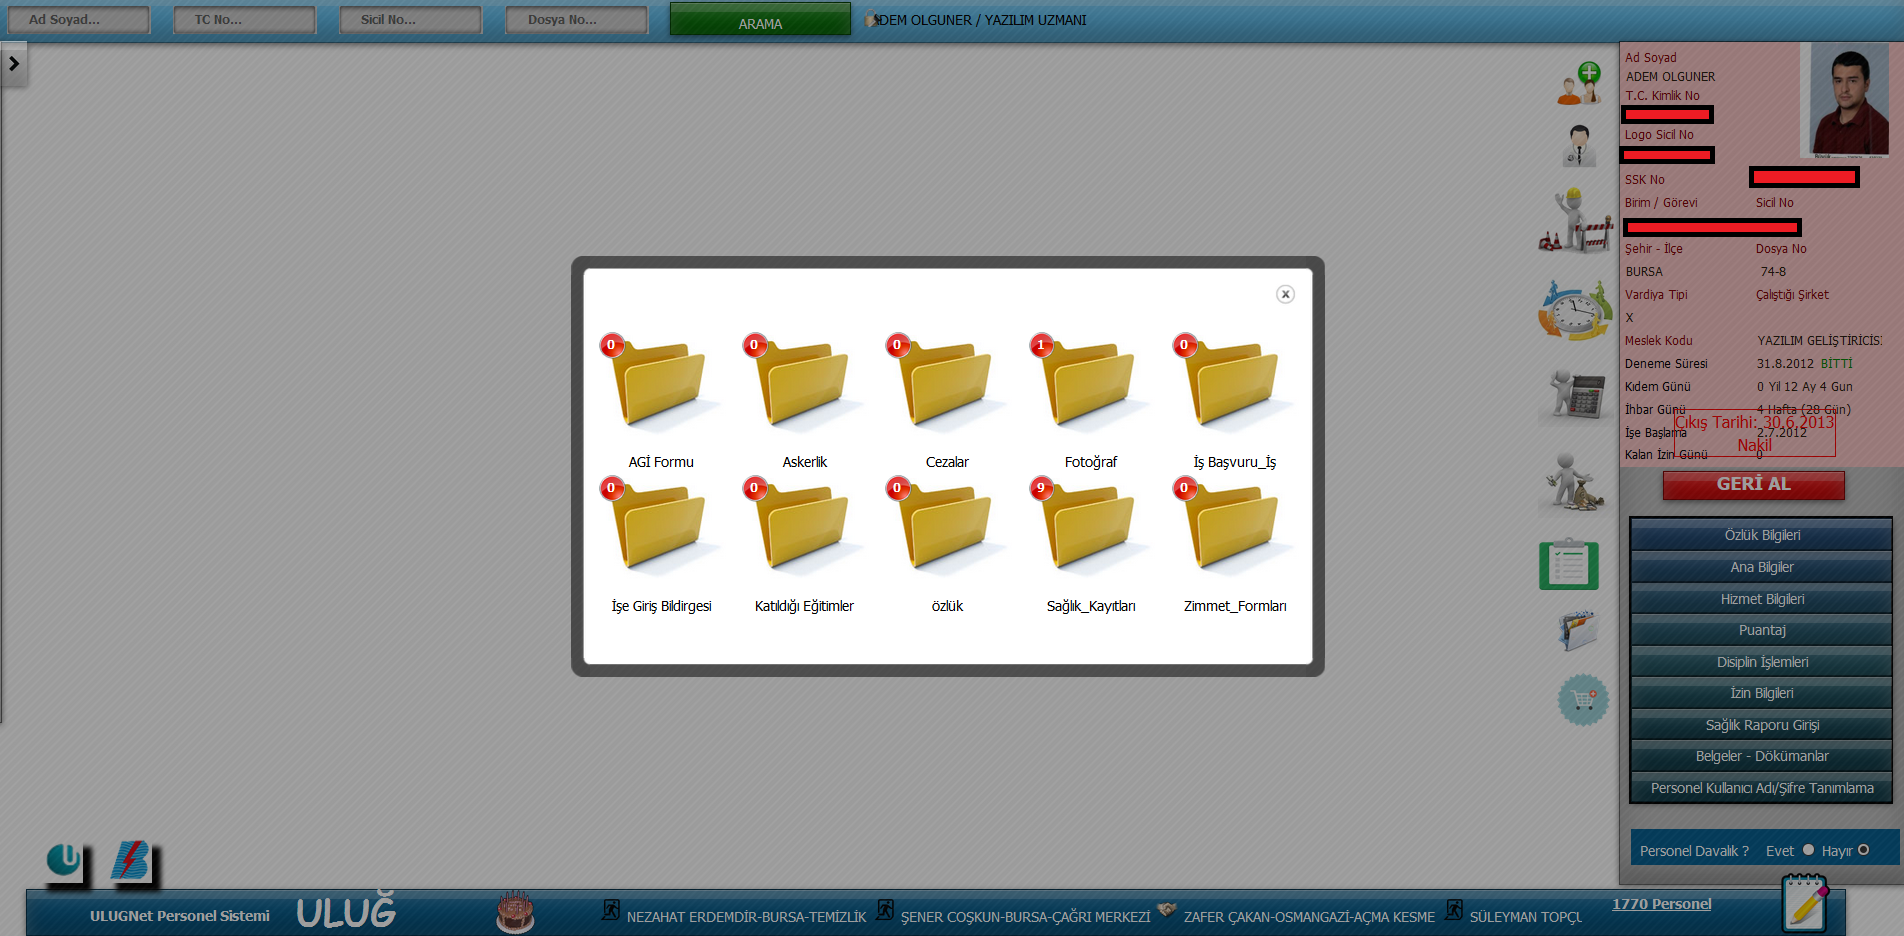 Ad Soyad...
TC No...
Sicil No...
Dosya No...
ARAMA
ADEM OLGUNER / YAZILIM UZMANI
Ad Soyad
ADEM OLGUNER
T.C. Kimlik No
Logo Sicil No
SSK No
Birim / Görevi Sicil No
Şehir - İlçe Dosya No
BURSA 74-8
Vardiya Tipi Çalıştığı Şirket
X
Meslek Kodu YAZILIM GELİŞTİRİCİSİ
Deneme Süresi 31.8.2012 BİTTİ
Kıdem Günü 0 Yil 12 Ay 4 Gun
İhbar Günü 4 Hafta (28 Gün)
Çıkış Tarihi: 30.6.2013
İşe Başlama 2.7.2012
Nakil
Kalan İzin Günü 0
GERİ AL
Özlük Bilgileri
Ana Bilgiler
Hizmet Bilgileri
Puantaj
Disiplin İşlemleri
İzin Bilgileri
Sağlık Raporu Girişi
Belgeler - Dökümanlar
Personel Kullanıcı Adı/Şifre Tanımlama
Personel Davalık ? Evet Hayır
x
0 0 0 1 0
AGİ Formu Askerlik Cezalar Fotoğraf İş Başvuru_İş
0 0 0 9 0
İşe Giriş Bildirgesi Katıldığı Eğitimler özlük Sağlık_Kayıtları Zimmet_Formları
ULUGNet Personel Sistemi
ULUĞ
NEZAHAT ERDEMDİR-BURSA-TEMİZLİK
ŞENER COŞKUN-BURSA-ÇAĞRI MERKEZİ
ZAFER ÇAKAN-OSMANGAZİ-AÇMA KESME
SÜLEYMAN TOPÇU
1770 Personel